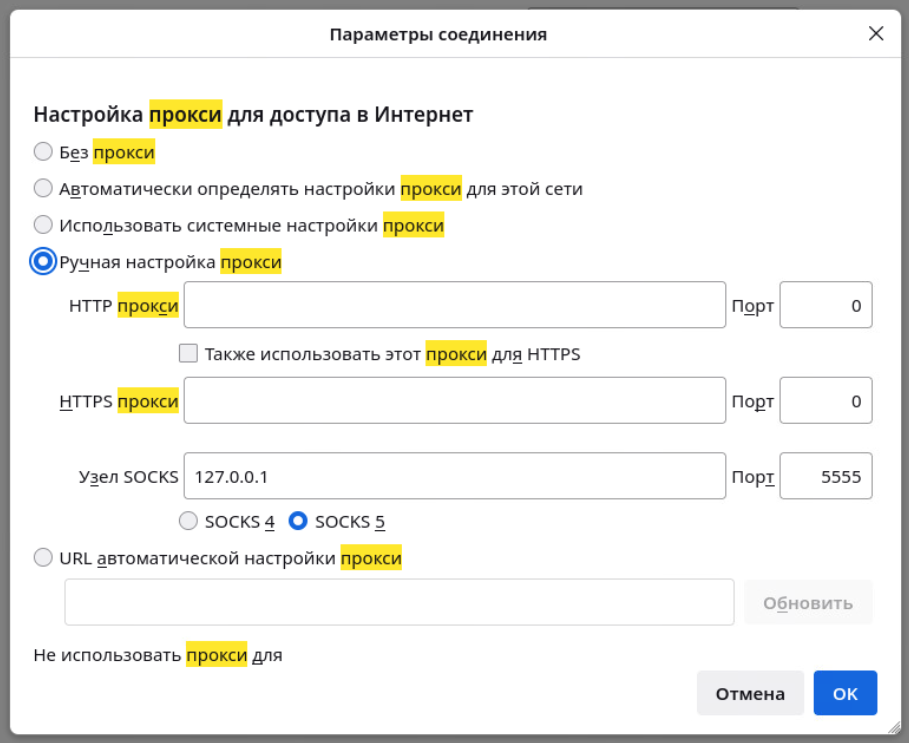 Параметры соединения
Настройка прокси для доступа в Интернет
Без прокси
Автоматически определять настройки прокси для этой сети
Использовать системные настройки прокси
Ручная настройка прокси
HTTP прокси Порт 0
Также использовать этот прокси для HTTPS
HTTPS прокси Порт 0
Узел SOCKS 127.0.0.1 Порт 5555
SOCKS 4 SOCKS 5
URL автоматической настройки прокси
Обновить
Не использовать прокси для
Отмена OK